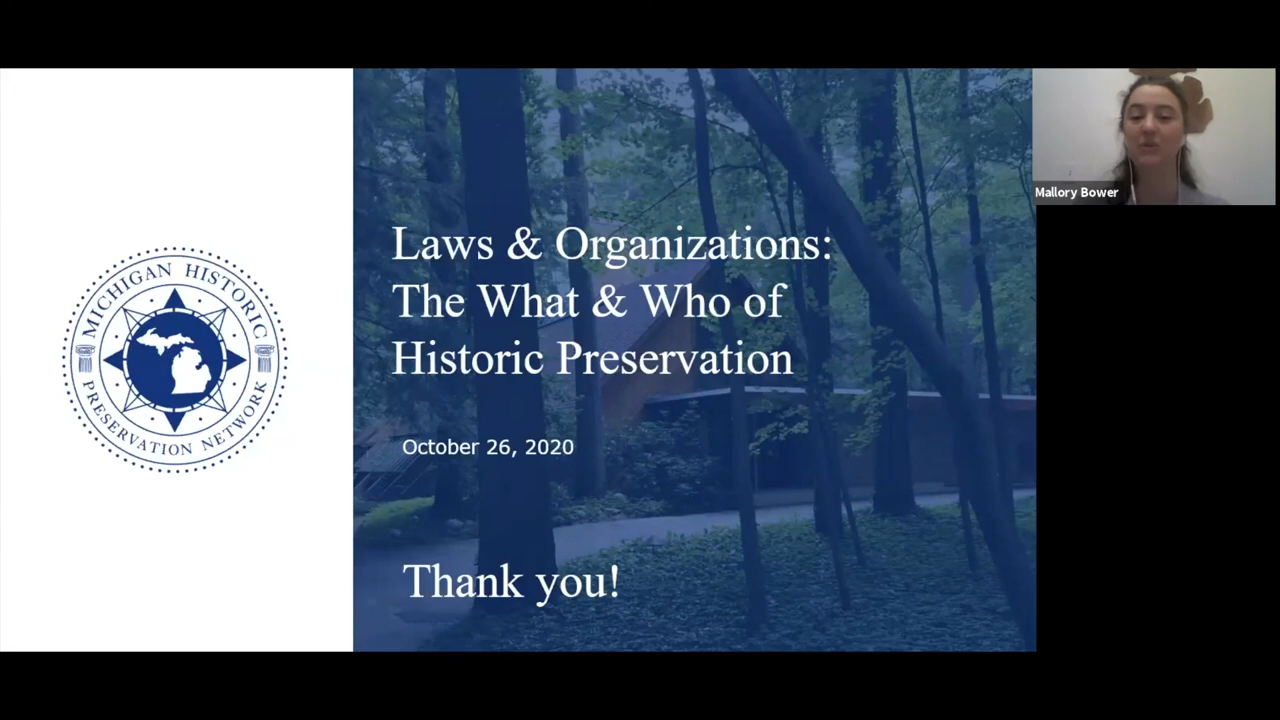 MICHIGAN HISTORIC
PRESERVATION NETWORK
Laws & Organizations:
The What & Who of
Historic Preservation
October 26, 2020
Thank you!
Mallory Bower